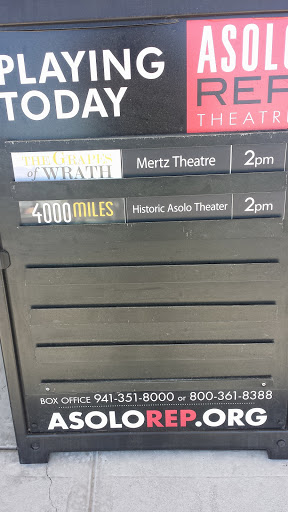 PLAYING
TODAY
ASOLO
REP
THEATRE
THE GRAPES
of WRATH
Mertz Theatre
2pm
4000 MILES
Historic Asolo Theater
2pm
BOX OFFICE 941-351-8000 or 800-361-8388
ASOLOREP.ORG